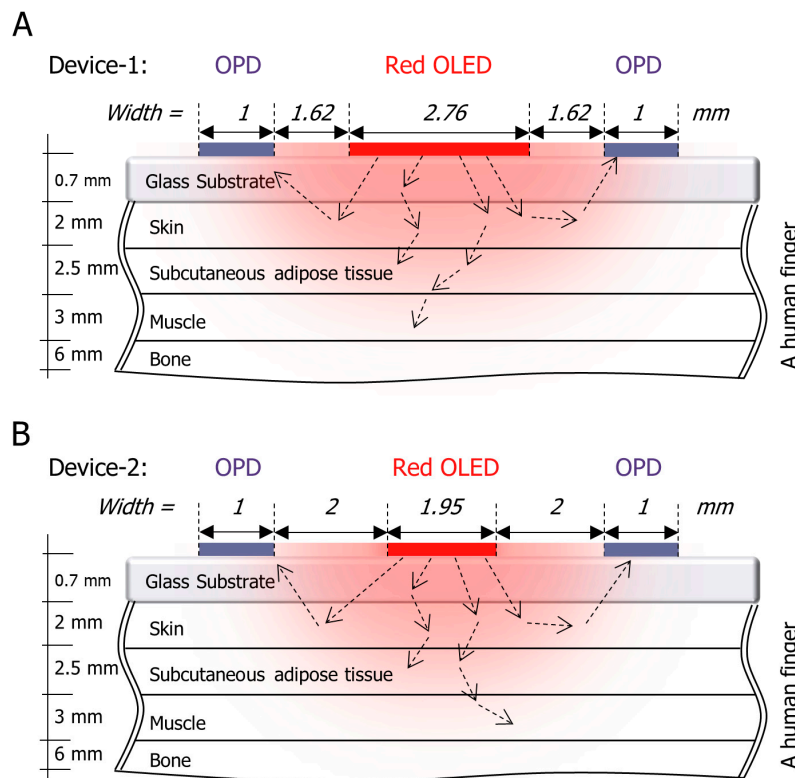 A
Device-1: OPD Red OLED OPD
Width = 1 1.62 2.76 1.62 1 mm
0.7 mm Glass Substrate
2 mm Skin
2.5 mm Subcutaneous adipose tissue
3 mm Muscle
6 mm Bone
A human finger
B
Device-2: OPD Red OLED OPD
Width = 1 2 1.95 2 1 mm
0.7 mm Glass Substrate
2 mm Skin
2.5 mm Subcutaneous adipose tissue
3 mm Muscle
6 mm Bone
A human finger